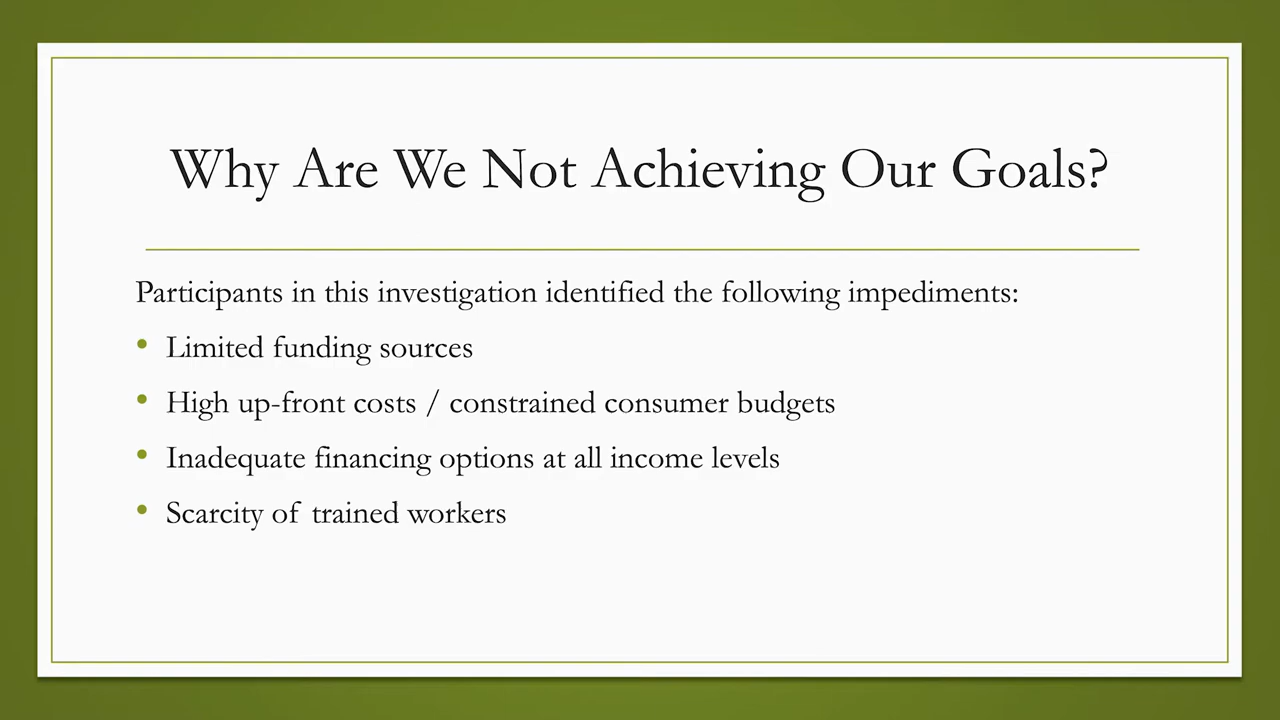 Why Are We Not Achieving Our Goals?
Participants in this investigation identified the following impediments:
• Limited funding sources
• High up-front costs / constrained consumer budgets
• Inadequate financing options at all income levels
• Scarcity of trained workers